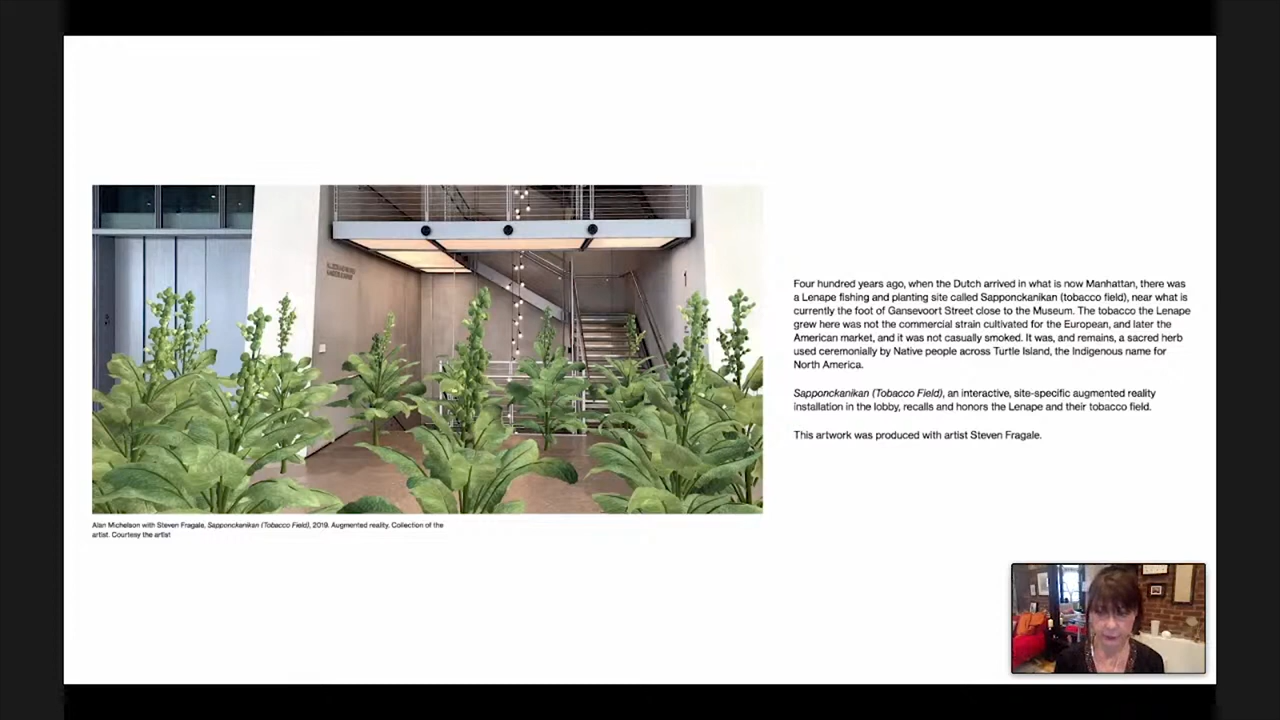 Four hundred years ago, when the Dutch arrived in what is now Manhattan, there was
a Lenape fishing and planting site called Sapponckanikan (tobacco field), near what is
currently the foot of Gansevoort Street close to the Museum. The tobacco the Lenape
grew here was not the commercial strain cultivated for the European, and later the
American market, and it was not casually smoked. It was, and remains, a sacred herb
used ceremonially by Native people across Turtle Island, the Indigenous name for
North America.
Sapponckanikan (Tobacco Field), an interactive, site-specific augmented reality
installation in the lobby, recalls and honors the Lenape and their tobacco field.
This artwork was produced with artist Steven Fragale.
Alan Michelson with Steven Fragale, Sapponckanikan (Tobacco Field), 2019. Augmented reality. Collection of the
artist. Courtesy the artist